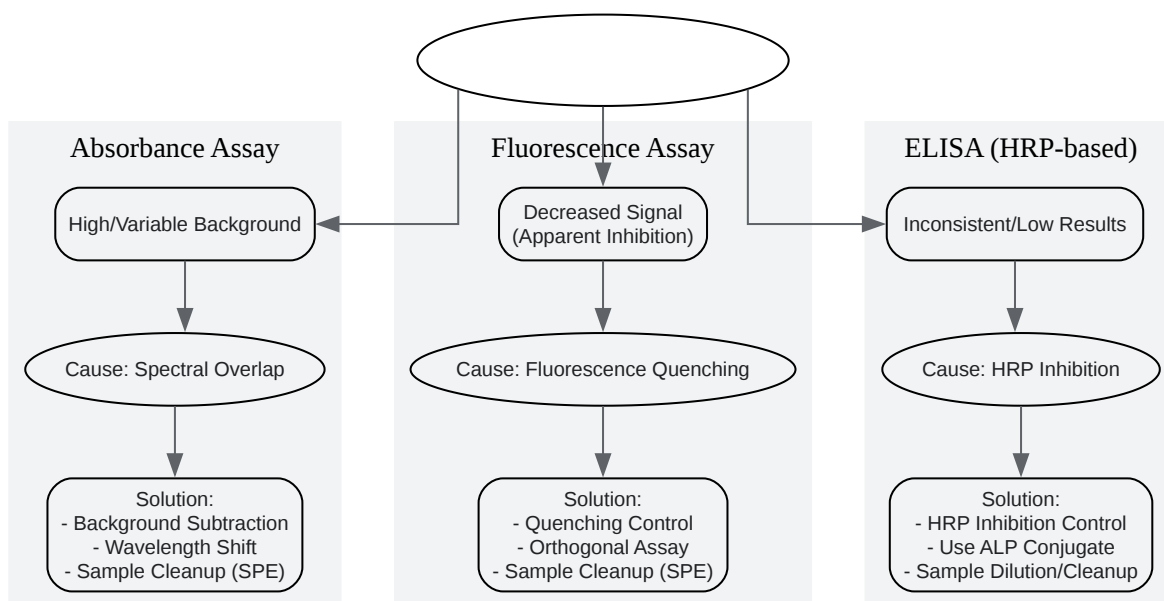 Absorbance Assay
High/Variable Background
Cause: Spectral Overlap
Solution:
- Background Subtraction
- Wavelength Shift
- Sample Cleanup (SPE)
Fluorescence Assay
Decreased Signal
(Apparent Inhibition)
Cause: Fluorescence Quenching
Solution:
- Quenching Control
- Orthogonal Assay
- Sample Cleanup (SPE)
ELISA (HRP-based)
Inconsistent/Low Results
Cause: HRP Inhibition
Solution:
- HRP Inhibition Control
- Use ALP Conjugate
- Sample Dilution/Cleanup